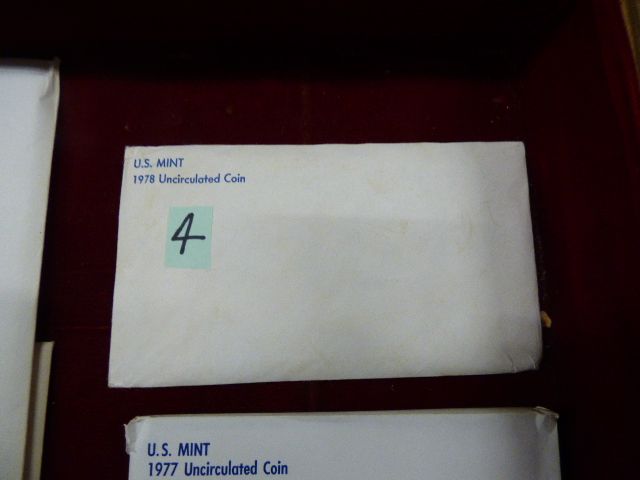 U.S. MINT
1978 Uncirculated Coin
4
U.S. MINT
1977 Uncirculated Coin